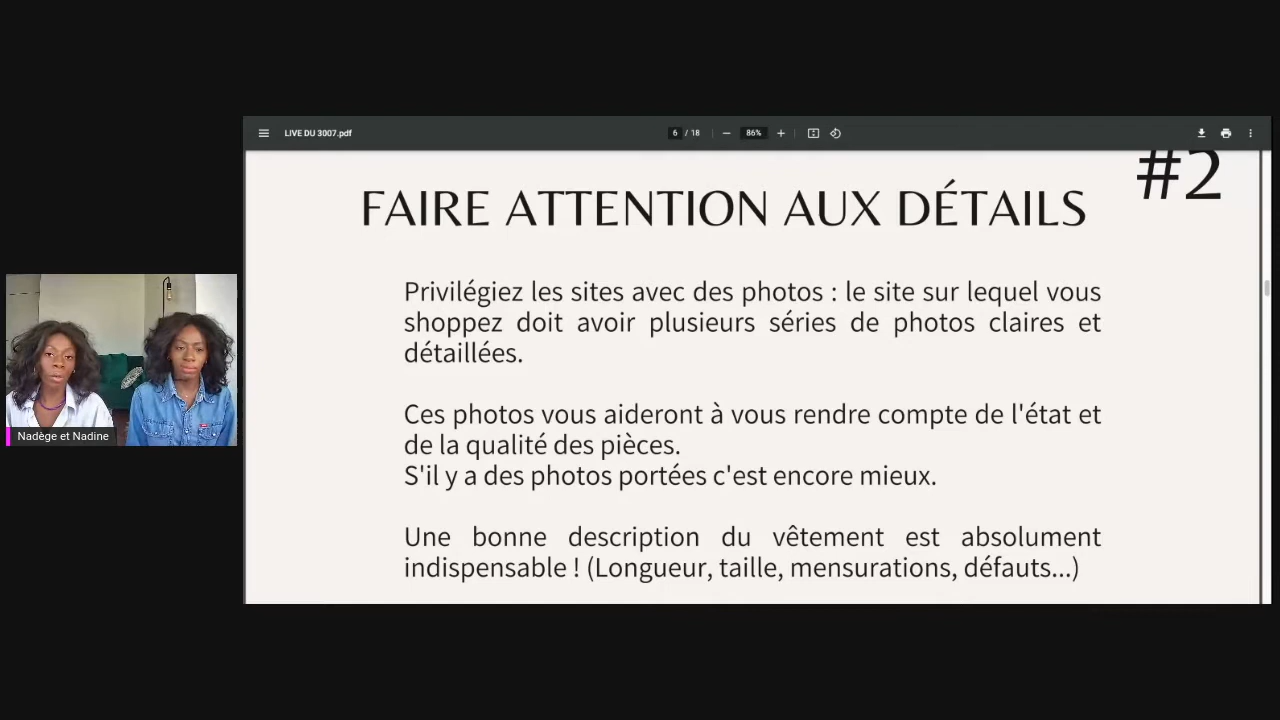 LIVE DU 3007.pdf
6 / 18
86%
#2
FAIRE ATTENTION AUX DÉTAILS
Privilégiez les sites avec des photos : le site sur lequel vous
shoppez doit avoir plusieurs séries de photos claires et
détaillées.
Ces photos vous aideront à vous rendre compte de l'état et
de la qualité des pièces.
S'il y a des photos portées c'est encore mieux.
Une bonne description du vêtement est absolument
indispensable ! (Longueur, taille, mensurations, défauts...)
Nadège et Nadine